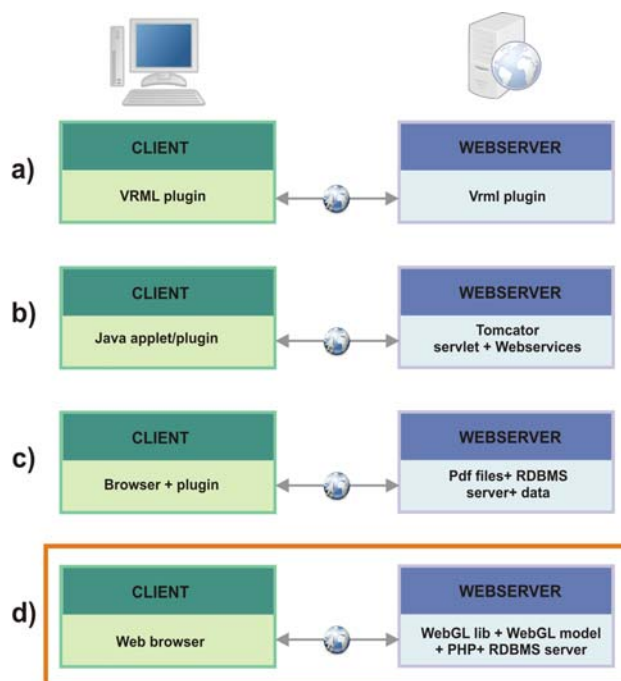 CLIENT
WEBSERVER
a)
VRML plugin
Vrml plugin
CLIENT
WEBSERVER
b)
Java applet/plugin
Tomcator
servlet + Webservices
CLIENT
WEBSERVER
c)
Browser + plugin
Pdf files+ RDBMS
server+ data
CLIENT
WEBSERVER
d)
Web browser
WebGL lib + WebGL model
+ PHP+ RDBMS server